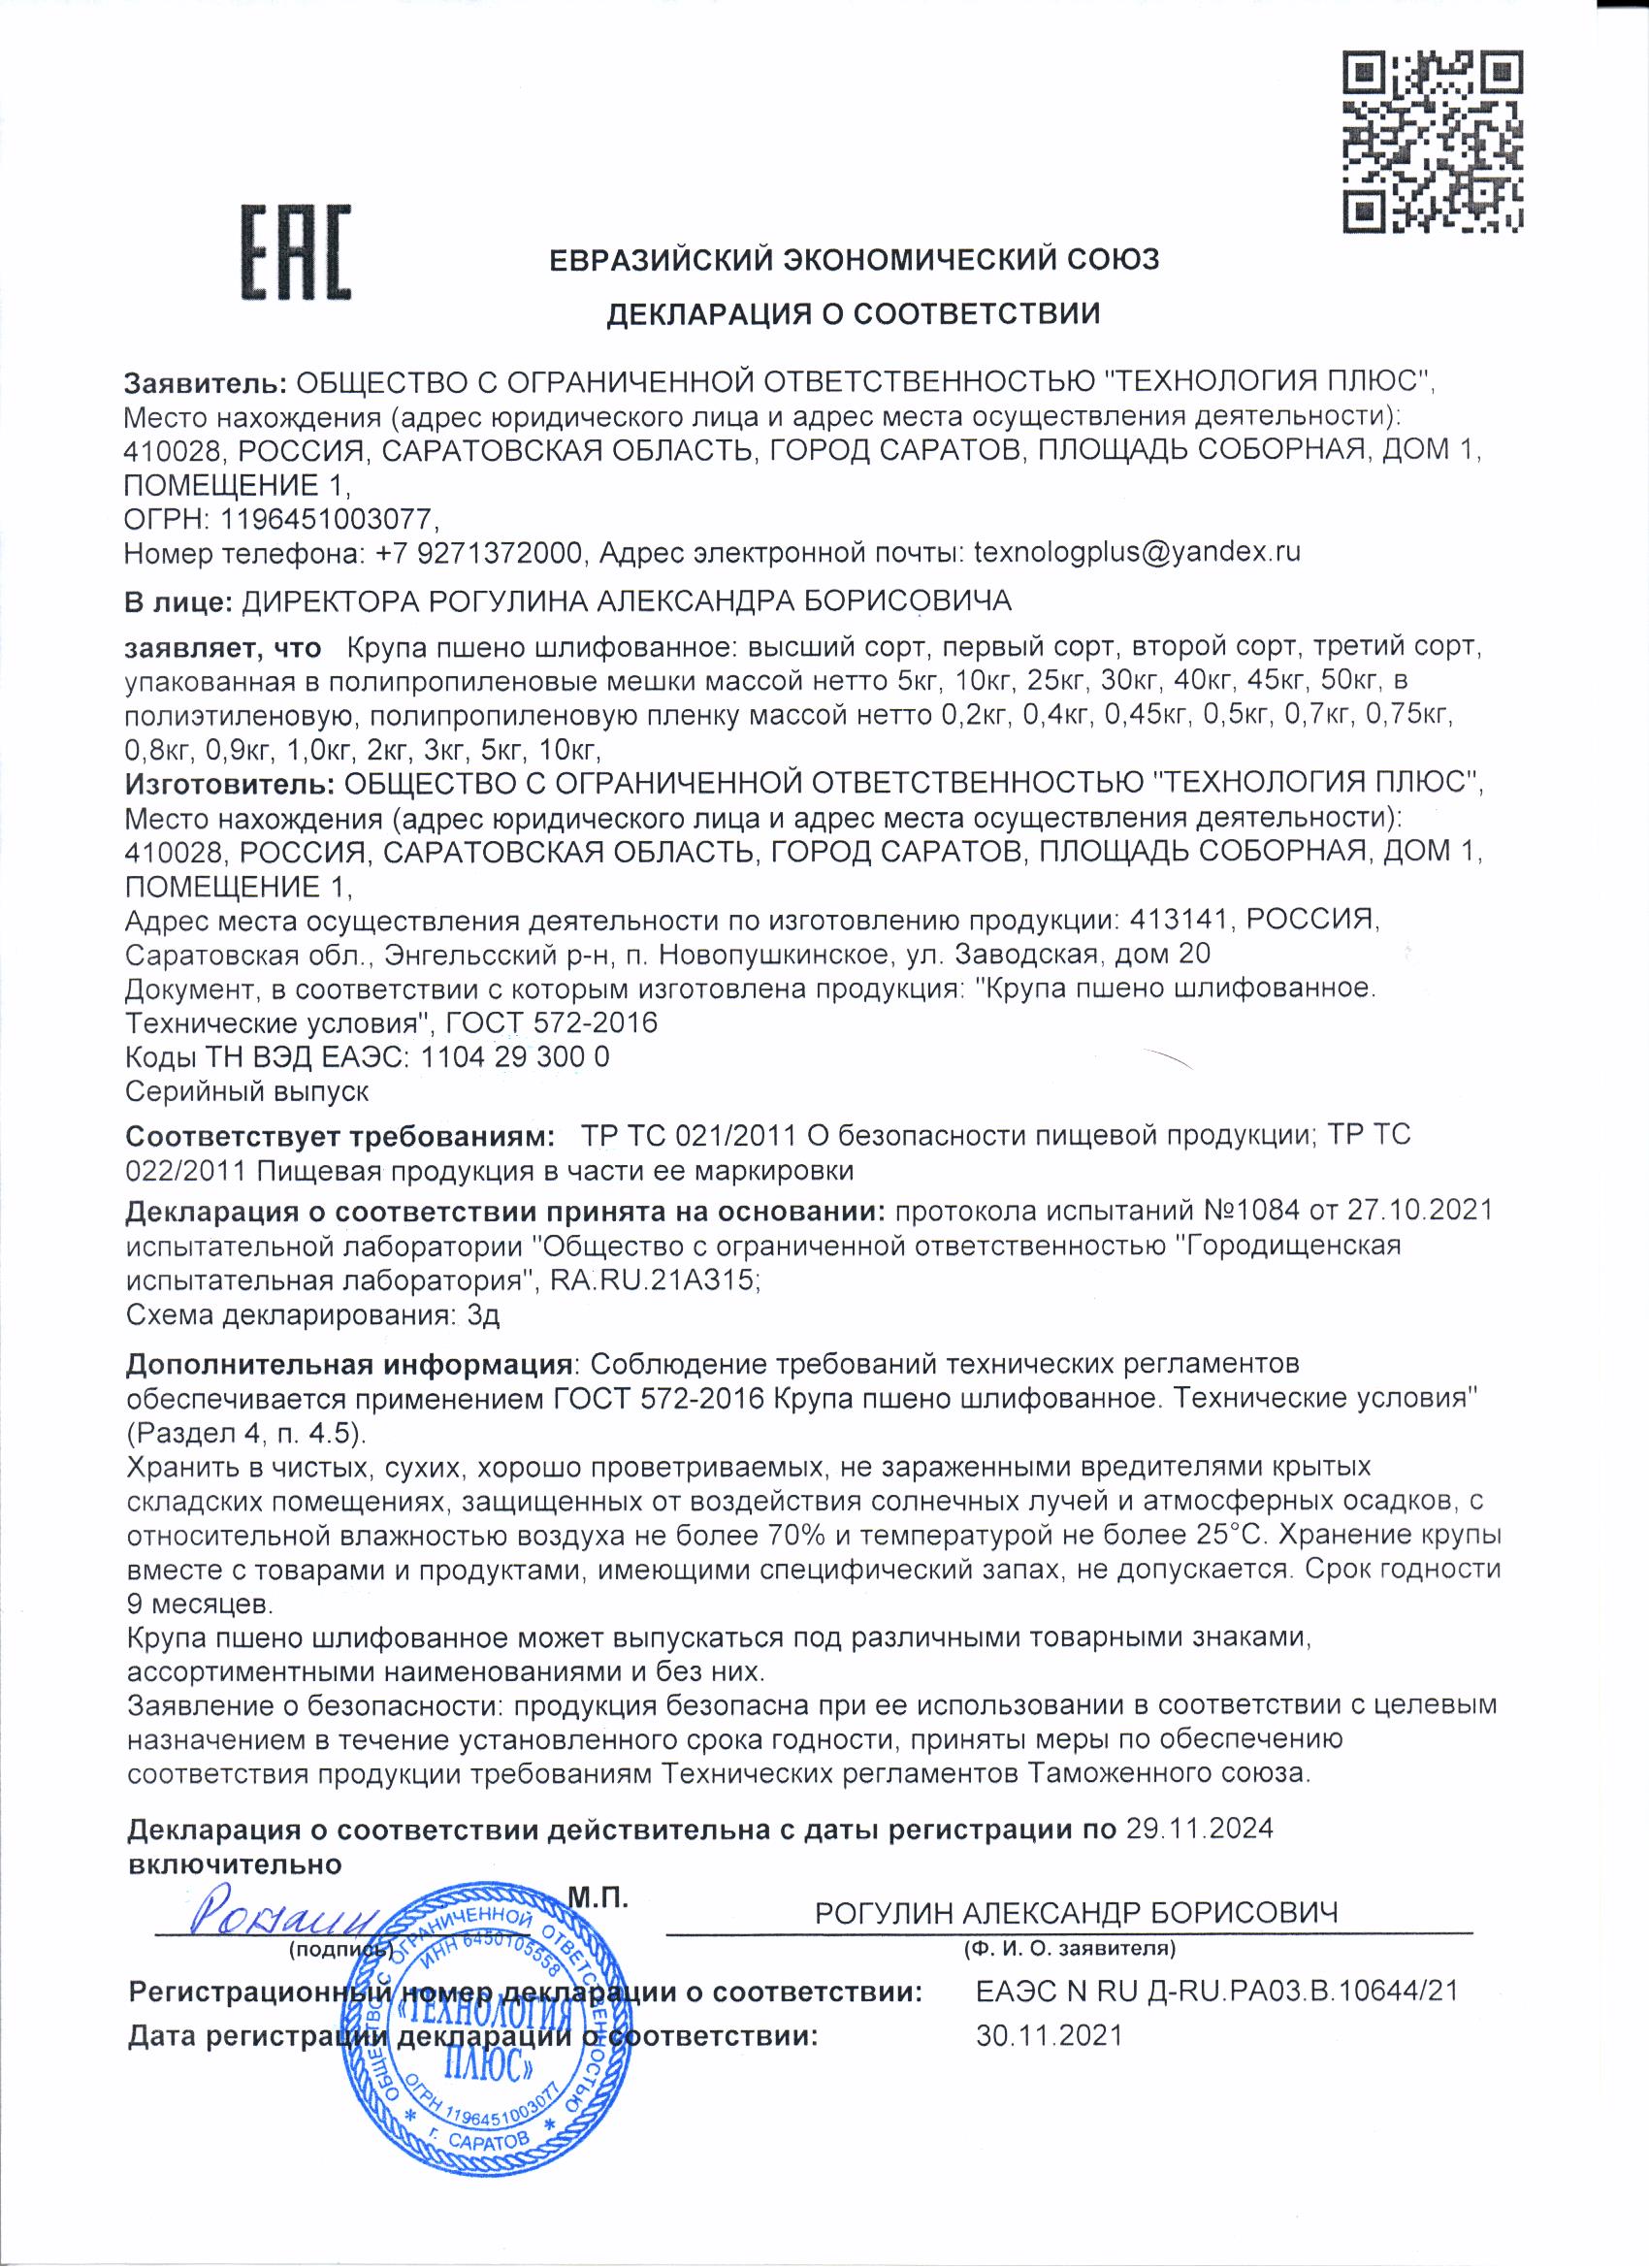 ЕАС
ЕВРАЗИЙСКИЙ ЭКОНОМИЧЕСКИЙ СОЮЗ
ДЕКЛАРАЦИЯ О СООТВЕТСТВИИ
Заявитель: ОБЩЕСТВО С ОГРАНИЧЕННОЙ ОТВЕТСТВЕННОСТЬЮ "ТЕХНОЛОГИЯ ПЛЮС",
Место нахождения (адрес юридического лица и адрес места осуществления деятельности):
410028, РОССИЯ, САРАТОВСКАЯ ОБЛАСТЬ, ГОРОД САРАТОВ, ПЛОЩАДЬ СОБОРНАЯ, ДОМ 1,
ПОМЕЩЕНИЕ 1,
ОГРН: 1196451003077,
Номер телефона: +7 9271372000, Адрес электронной почты: texnologplus@yandex.ru
В лице: ДИРЕКТОРА РОГУЛИНА АЛЕКСАНДРА БОРИСОВИЧА
заявляет, что Крупа пшено шлифованное: высший сорт, первый сорт, второй сорт, третий сорт,
упакованная в полипропиленовые мешки массой нетто 5кг, 10кг, 25кг, 30кг, 40кг, 45кг, 50кг, в
полиэтиленовую, полипропиленовую пленку массой нетто 0,2кг, 0,4кг, 0,45кг, 0,5кг, 0,7кг, 0,75кг,
0,8кг, 0,9кг, 1,0кг, 2кг, 3кг, 5кг, 10кг,
Изготовитель: ОБЩЕСТВО С ОГРАНИЧЕННОЙ ОТВЕТСТВЕННОСТЬЮ "ТЕХНОЛОГИЯ ПЛЮС",
Место нахождения (адрес юридического лица и адрес места осуществления деятельности):
410028, РОССИЯ, САРАТОВСКАЯ ОБЛАСТЬ, ГОРОД САРАТОВ, ПЛОЩАДЬ СОБОРНАЯ, ДОМ 1,
ПОМЕЩЕНИЕ 1,
Адрес места осуществления деятельности по изготовлению продукции: 413141, РОССИЯ,
Саратовская обл., Энгельсский р-н, п. Новопушкинское, ул. Заводская, дом 20
Документ, в соответствии с которым изготовлена продукция: "Крупа пшено шлифованное.
Технические условия", ГОСТ 572-2016
Коды ТН ВЭД ЕАЭС: 1104 29 300 0
Серийный выпуск
Соответствует требованиям: ТР ТС 021/2011 О безопасности пищевой продукции; ТР ТС
022/2011 Пищевая продукция в части ее маркировки
Декларация о соответствии принята на основании: протокола испытаний №1084 от 27.10.2021
испытательной лаборатории "Общество с ограниченной ответственностью "Городищенская
испытательная лаборатория", RA.RU.21АЗ15;
Схема декларирования: 3д
Дополнительная информация: Соблюдение требований технических регламентов
обеспечивается применением ГОСТ 572-2016 Крупа пшено шлифованное. Технические условия"
(Раздел 4, п. 4.5).
Хранить в чистых, сухих, хорошо проветриваемых, не зараженными вредителями крытых
складских помещениях, защищенных от воздействия солнечных лучей и атмосферных осадков, с
относительной влажностью воздуха не более 70% и температурой не более 25°С. Хранение крупы
вместе с товарами и продуктами, имеющими специфический запах, не допускается. Срок годности
9 месяцев.
Крупа пшено шлифованное может выпускаться под различными товарными знаками,
ассортиментными наименованиями и без них.
Заявление о безопасности: продукция безопасна при ее использовании в соответствии с целевым
назначением в течение установленного срока годности, приняты меры по обеспечению
соответствия продукции требованиям Технических регламентов Таможенного союза.
Декларация о соответствии действительна с даты регистрации по 29.11.2024
включительно
М.П.
РОГУЛИН АЛЕКСАНДР БОРИСОВИЧ
(подпись)
(Ф. И. О. заявителя)
Регистрационный номер декларации о соответствии: ЕАЭС N RU Д-RU.РА03.В.10644/21
Дата регистрации декларации о соответствии: 30.11.2021
ОБЩЕСТВО С ОГРАНИЧЕННОЙ ОТВЕТСТВЕННОСТЬЮ
ИНН 6450105558
«ТЕХНОЛОГИЯ
ПЛЮС»
ОГРН 1196451003077
* г. САРАТОВ *